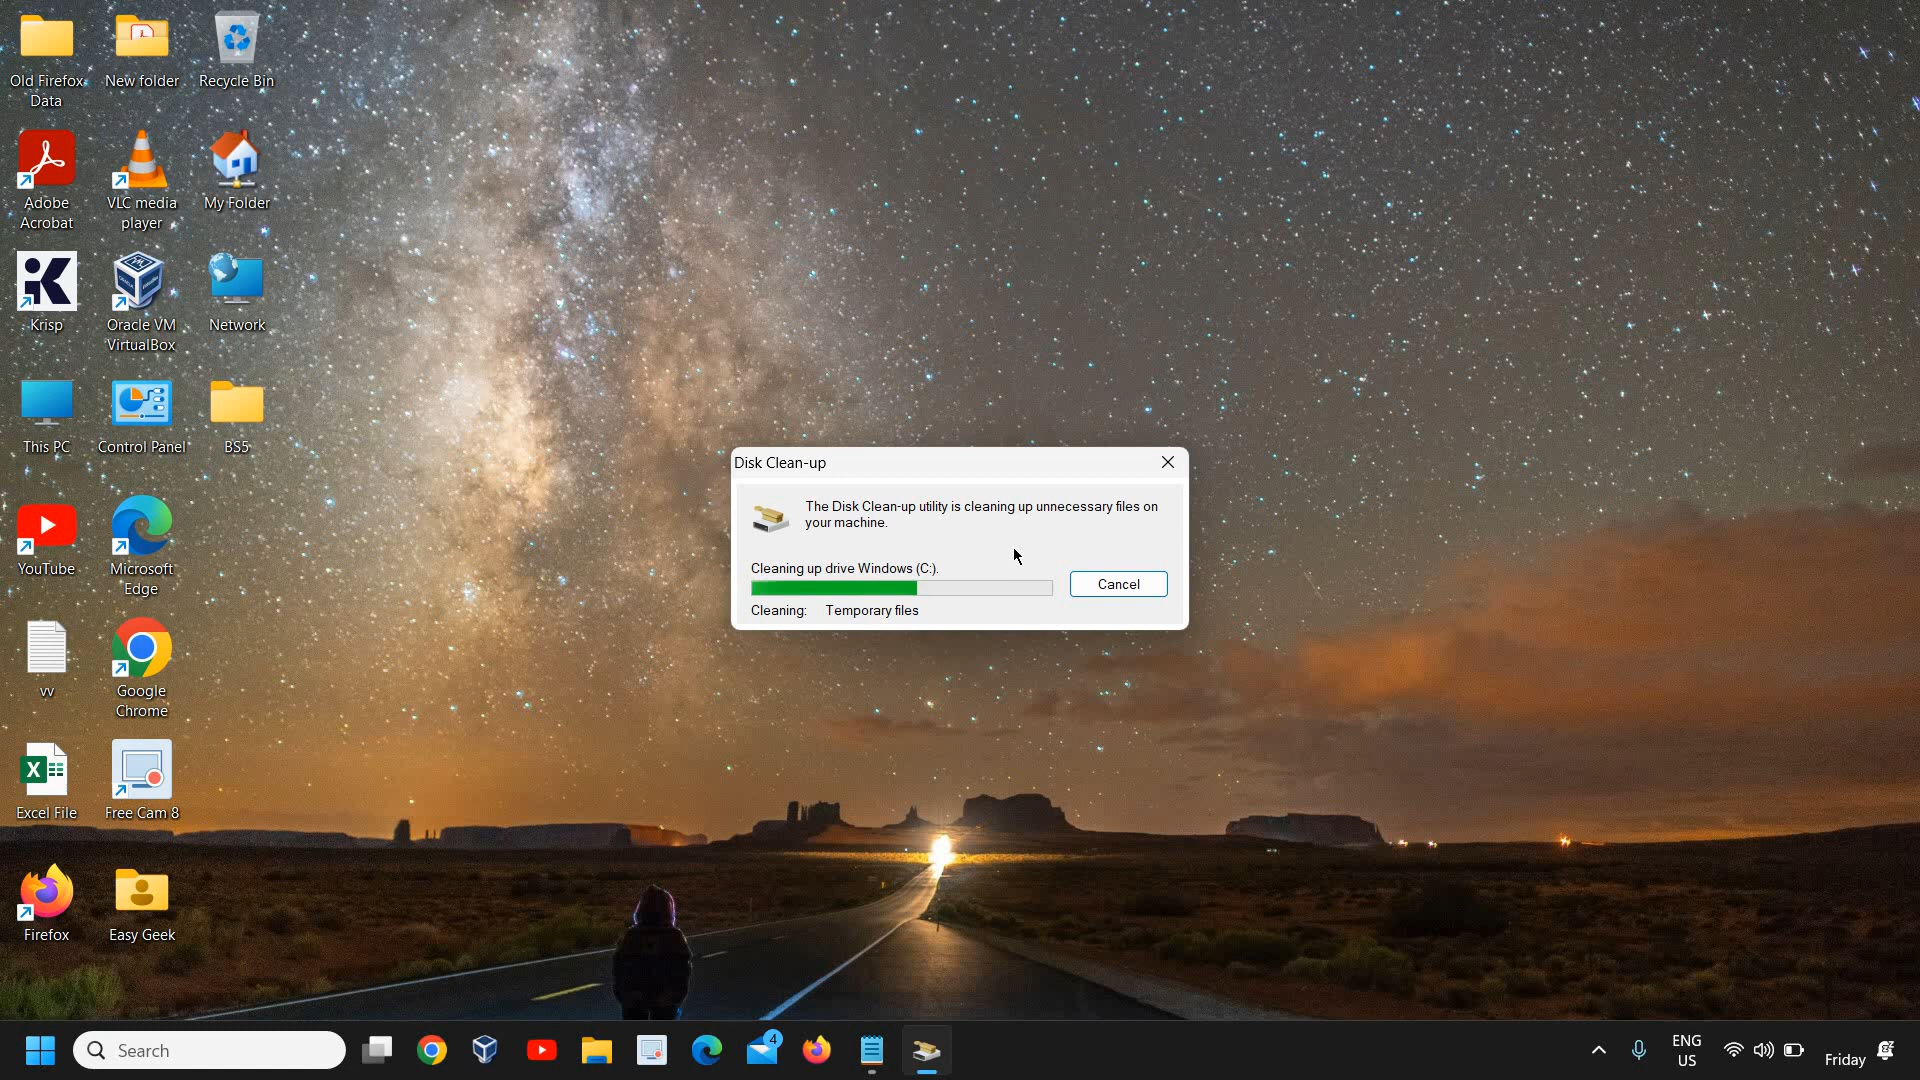 Old Firefox
Data
New folder
Recycle Bin
Adobe
Acrobat
VLC media
player
My Folder
Krisp
Oracle VM
VirtualBox
Network
This PC
Control Panel
BS5
YouTube
Microsoft
Edge
vv
Google
Chrome
Excel File
Free Cam 8
Firefox
Easy Geek
Disk Clean-up
The Disk Clean-up utility is cleaning up unnecessary files on
your machine.
Cleaning up drive Windows (C:).
Cancel
Cleaning: Temporary files
Search
4
ENG
US
Friday